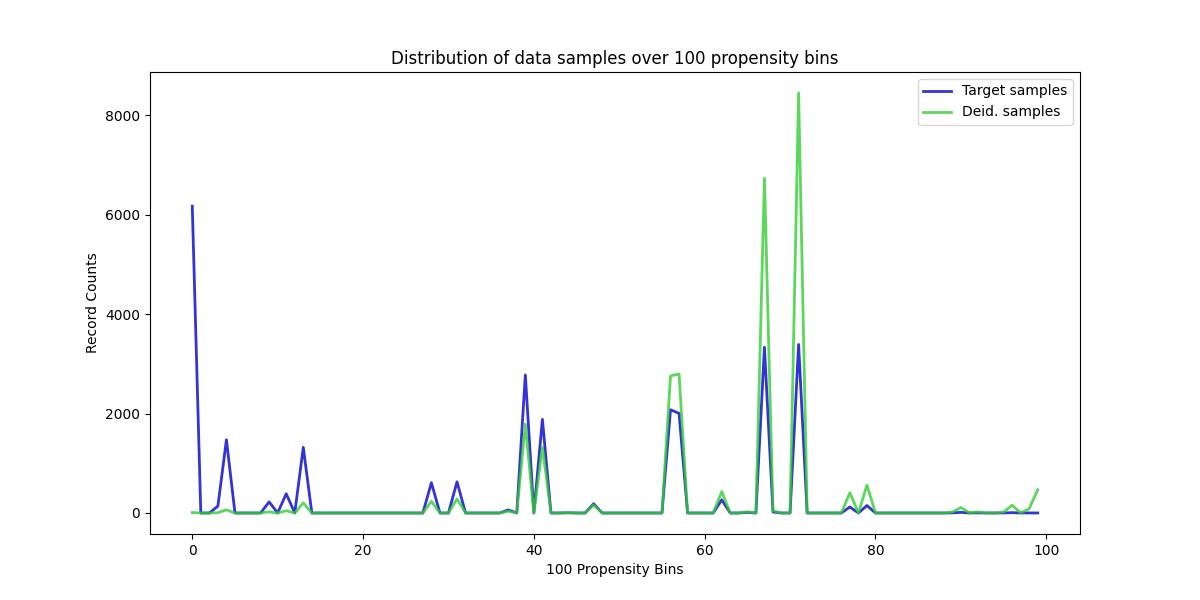 Distribution of data samples over 100 propensity bins
Target samples
Deid. samples
8000
6000
4000
2000
0
Record Counts
0 20 40 60 80 100
100 Propensity Bins